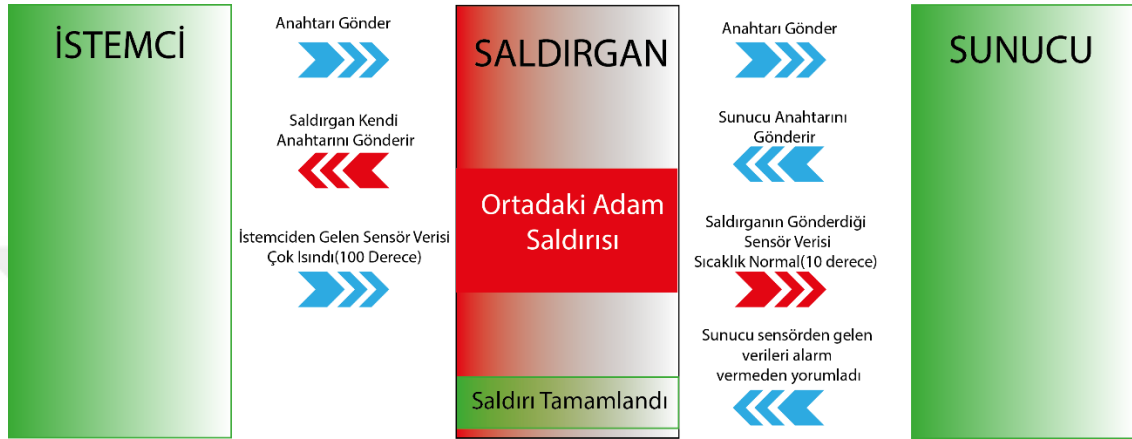 İSTEMCİ
Anahtarı Gönder
Saldırgan Kendi
Anahtarını Gönderir
İstemciden Gelen Sensör Verisi
Çok Isındı(100 Derece)
SALDIRGAN
Ortadaki Adam
Saldırısı
Saldırı Tamamlandı
Anahtarı Gönder
Sunucu Anahtarını
Gönderir
Saldırganın Gönderdiği
Sensör Verisi
Sıcaklık Normal(10 derece)
Sunucu sensörden gelen
verileri alarm
vermeden yorumladı
SUNUCU